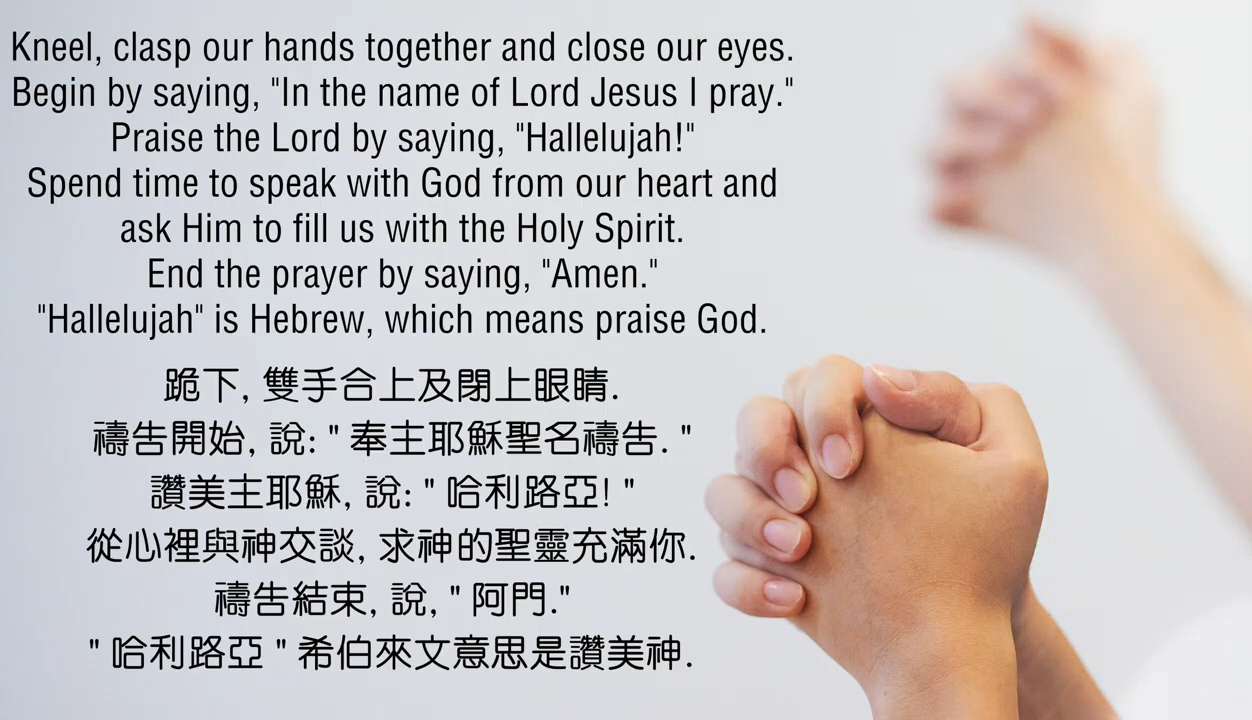 Kneel, clasp our hands together and close our eyes.
Begin by saying, "In the name of Lord Jesus I pray."
Praise the Lord by saying, "Hallelujah!"
Spend time to speak with God from our heart and
ask Him to fill us with the Holy Spirit.
End the prayer by saying, "Amen."
"Hallelujah" is Hebrew, which means praise God.
跪下, 雙手合上及閉上眼睛.
禱告開始, 說: " 奉主耶穌聖名禱告. "
讚美主耶穌, 說: " 哈利路亞! "
從心裡與神交談, 求神的聖靈充滿你.
禱告結束, 說, " 阿門."
" 哈利路亞 " 希伯來文意思是讚美神.